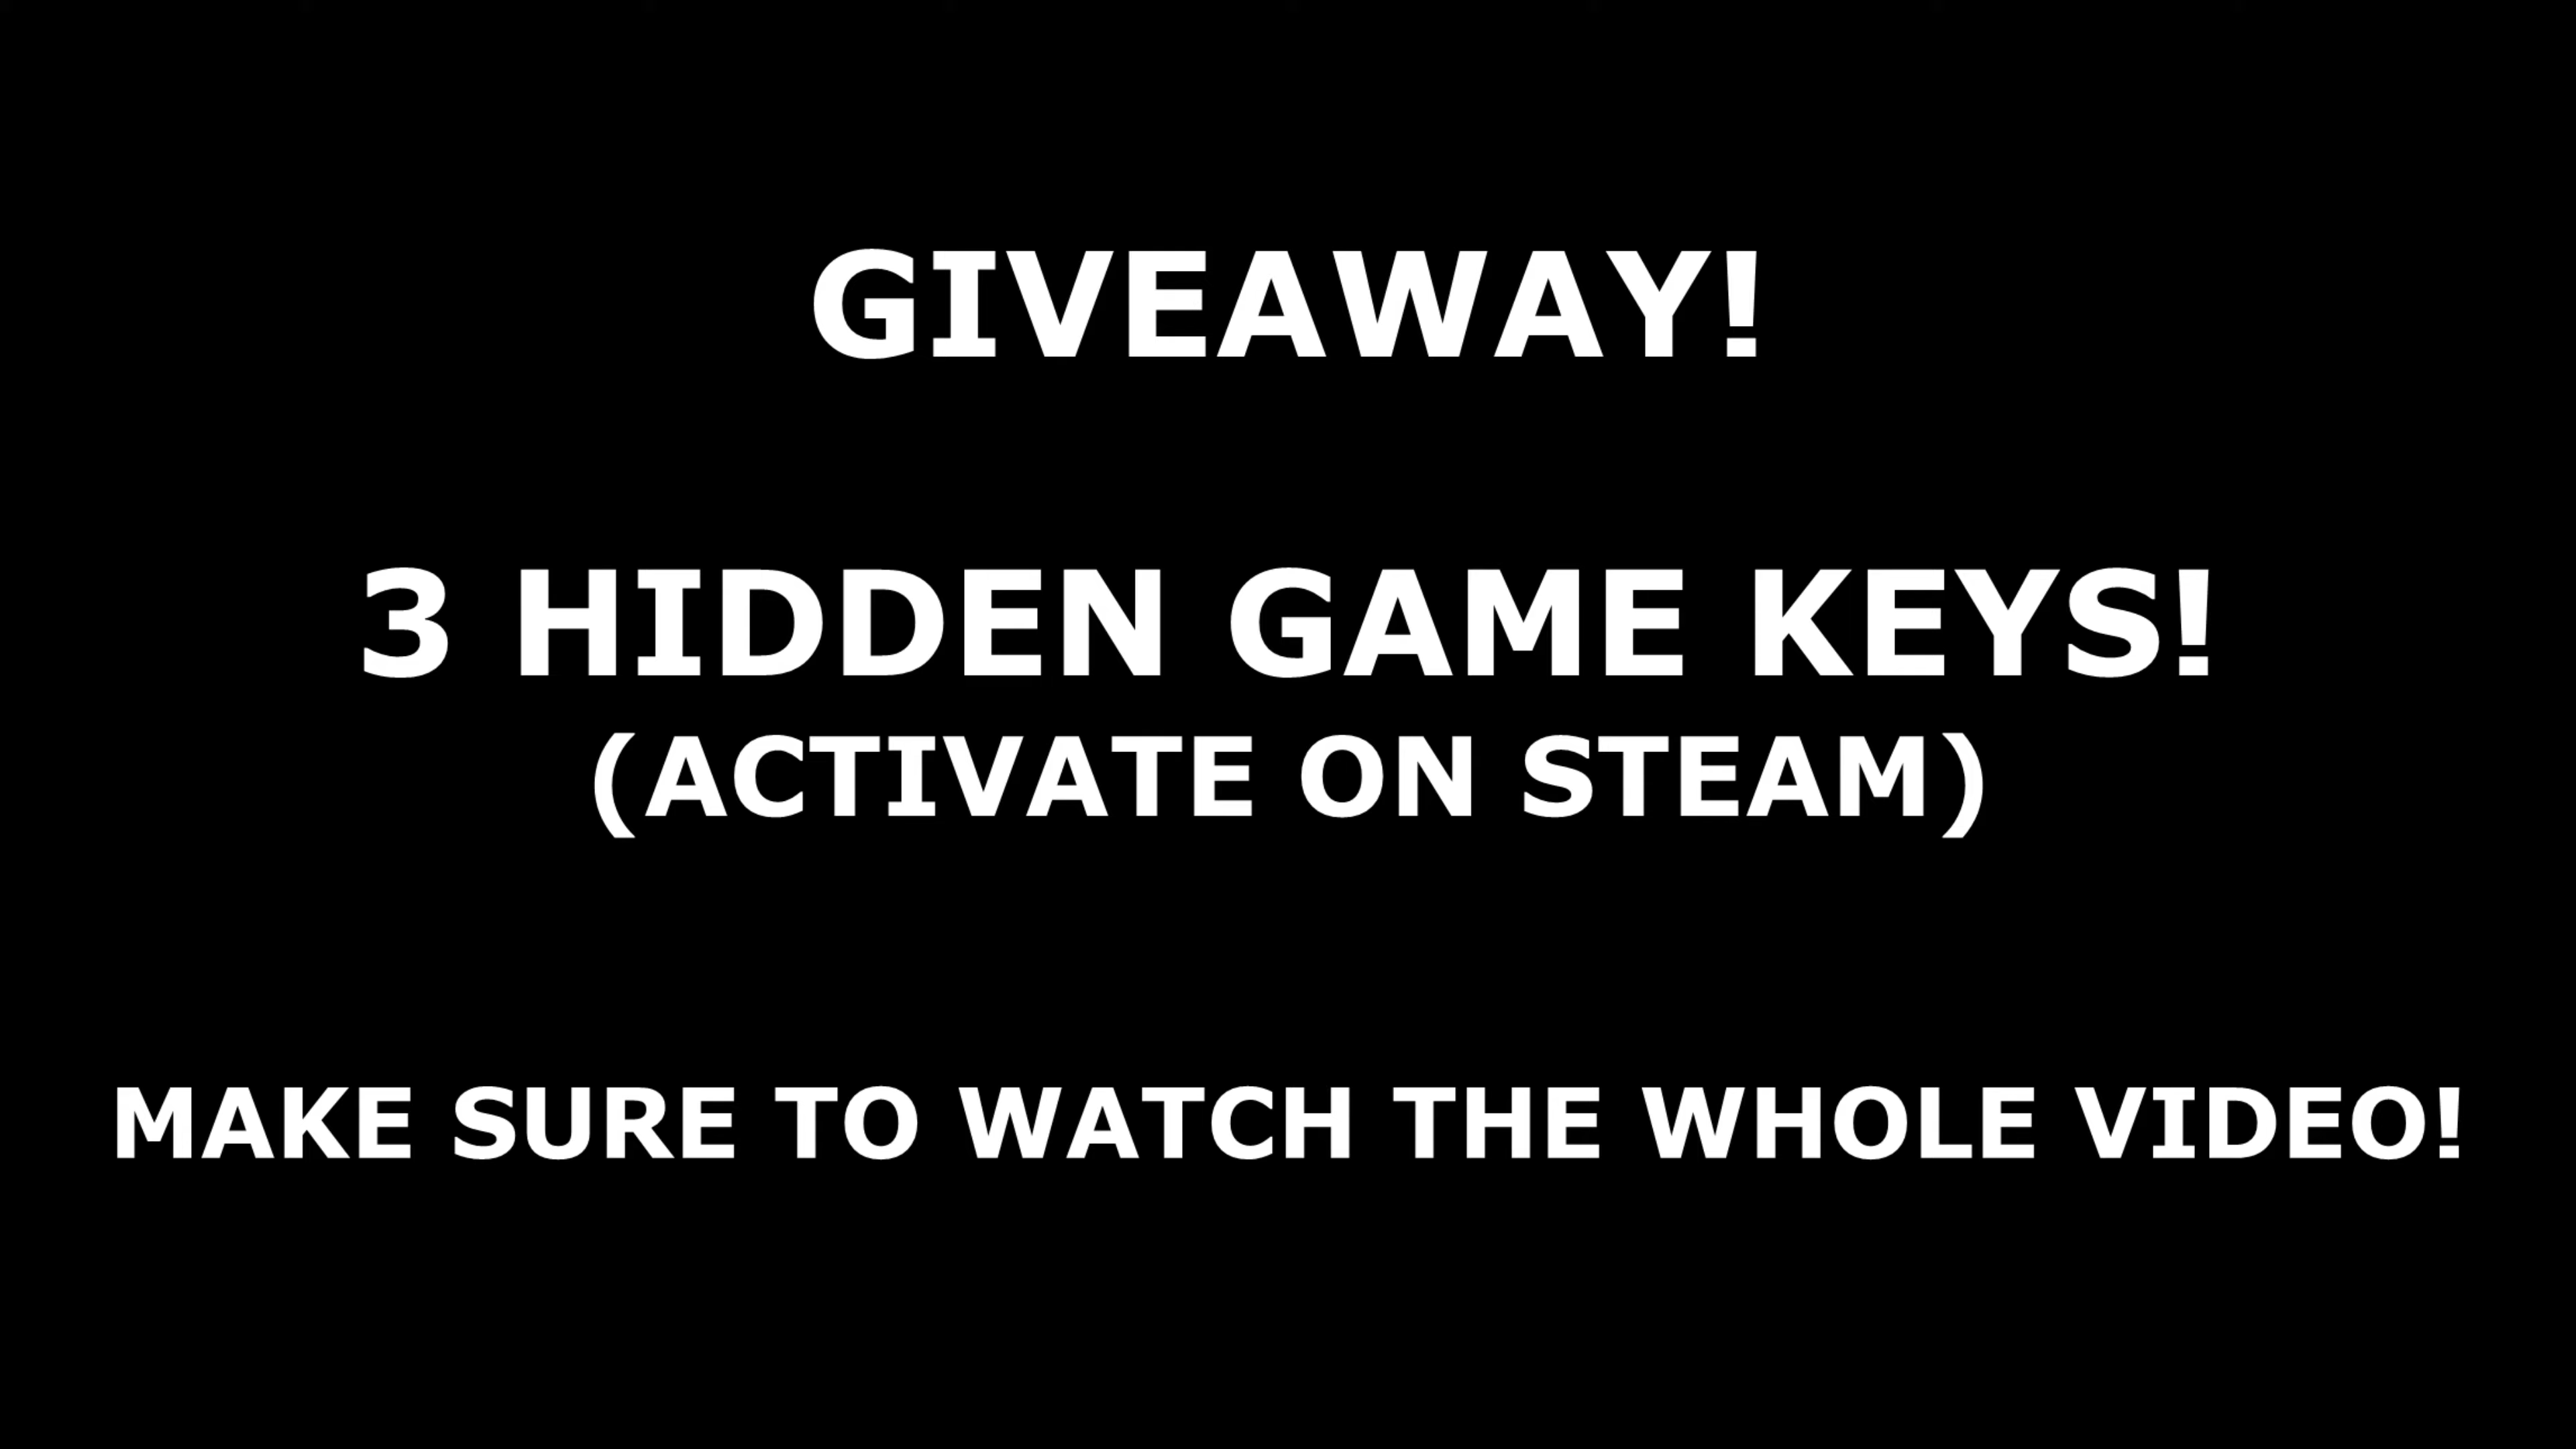 GIVEAWAY!
3 HIDDEN GAME KEYS!
(ACTIVATE ON STEAM)
MAKE SURE TO WATCH THE WHOLE VIDEO!